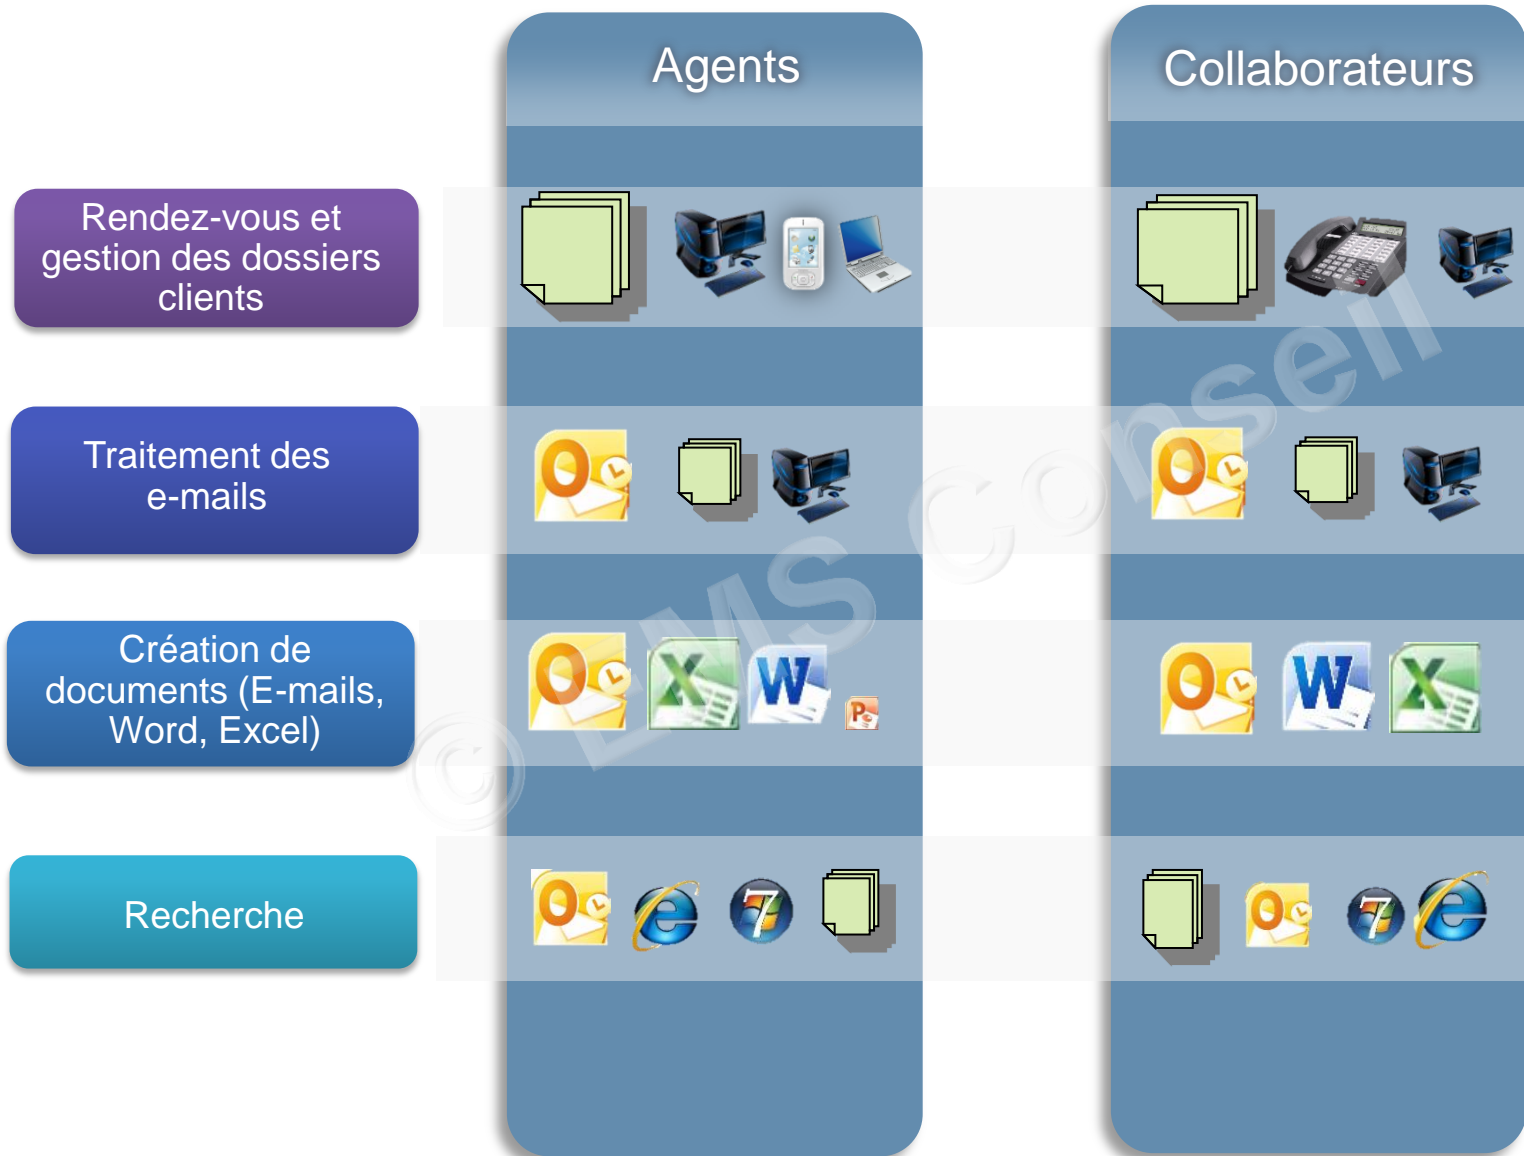 Agents
Collaborateurs
Rendez-vous et
gestion des dossiers
clients
Traitement des
e-mails
Création de
documents (E-mails,
Word, Excel)
Recherche
© EMS Conseil